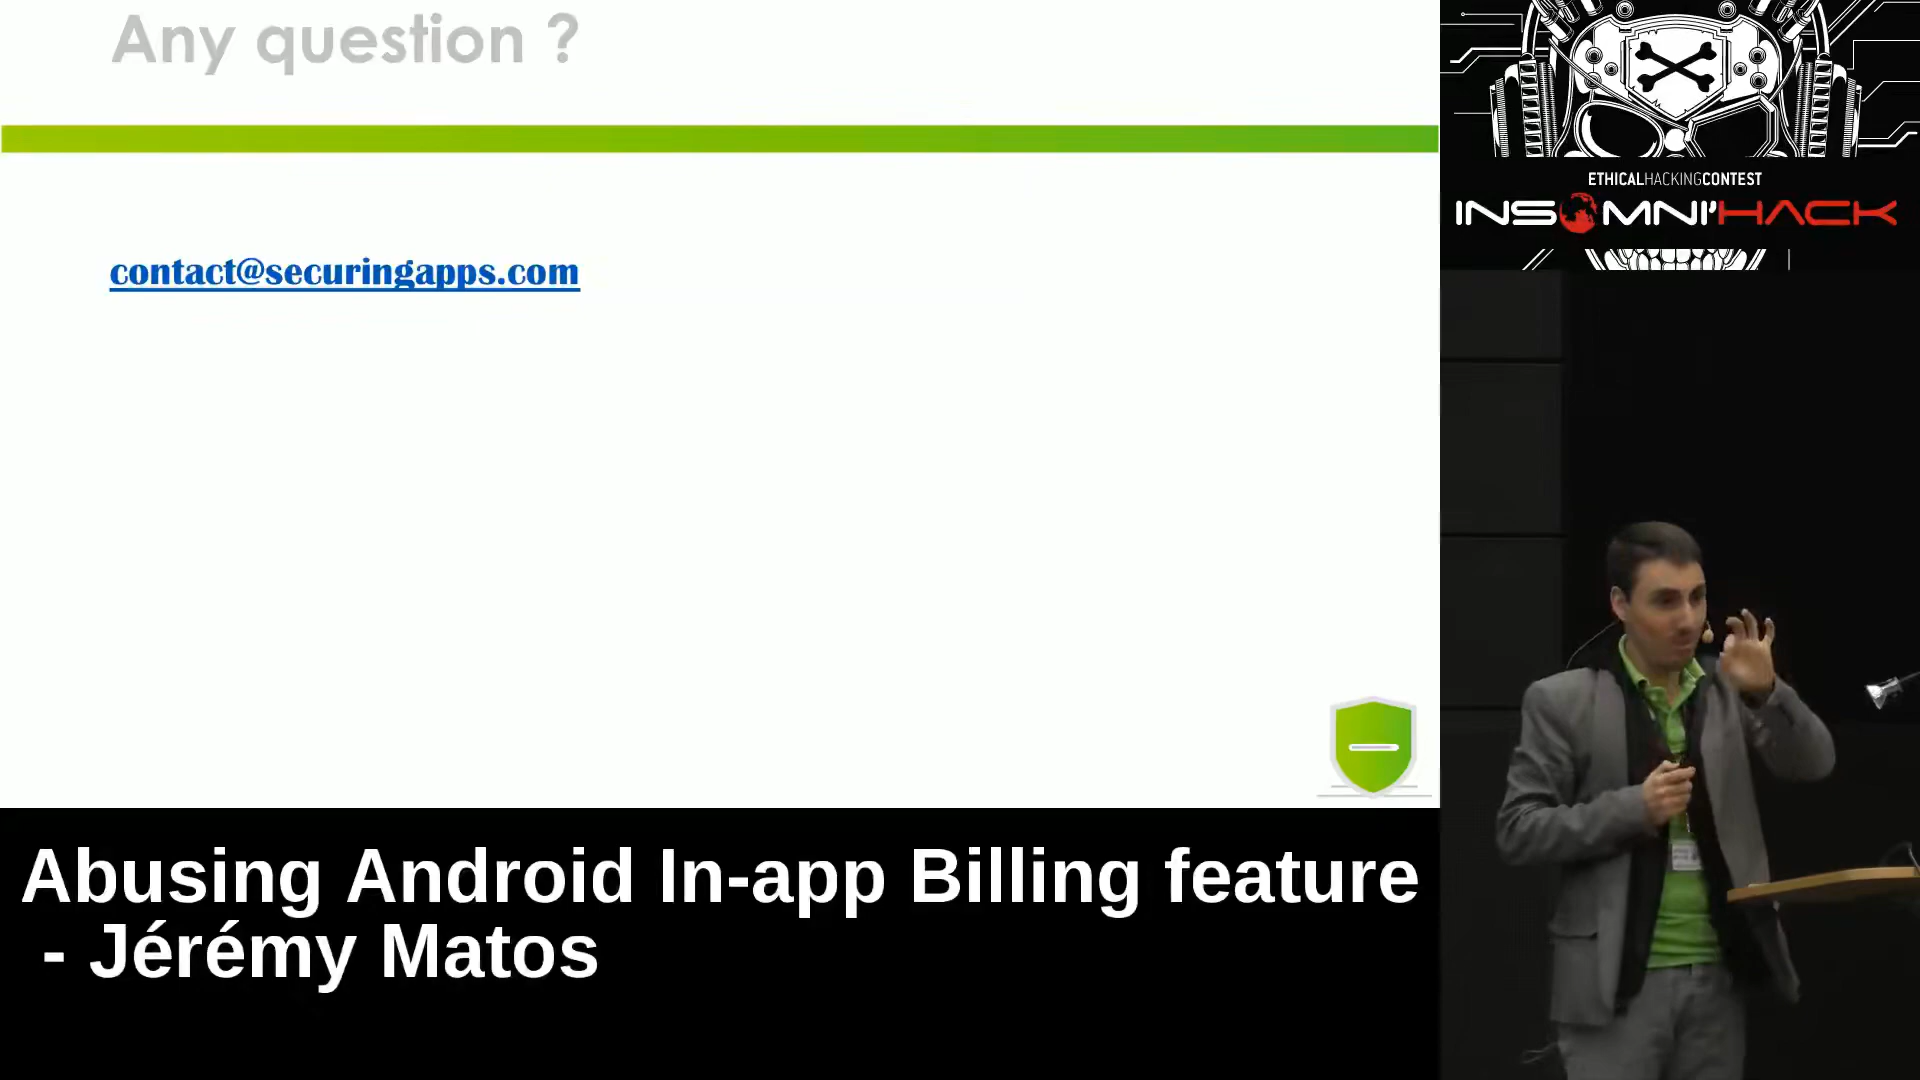 Any question ?
contact@securingapps.com
ETHICALHACKINGCONTEST
INSOMNI'HACK
Abusing Android In-app Billing feature
- Jérémy Matos